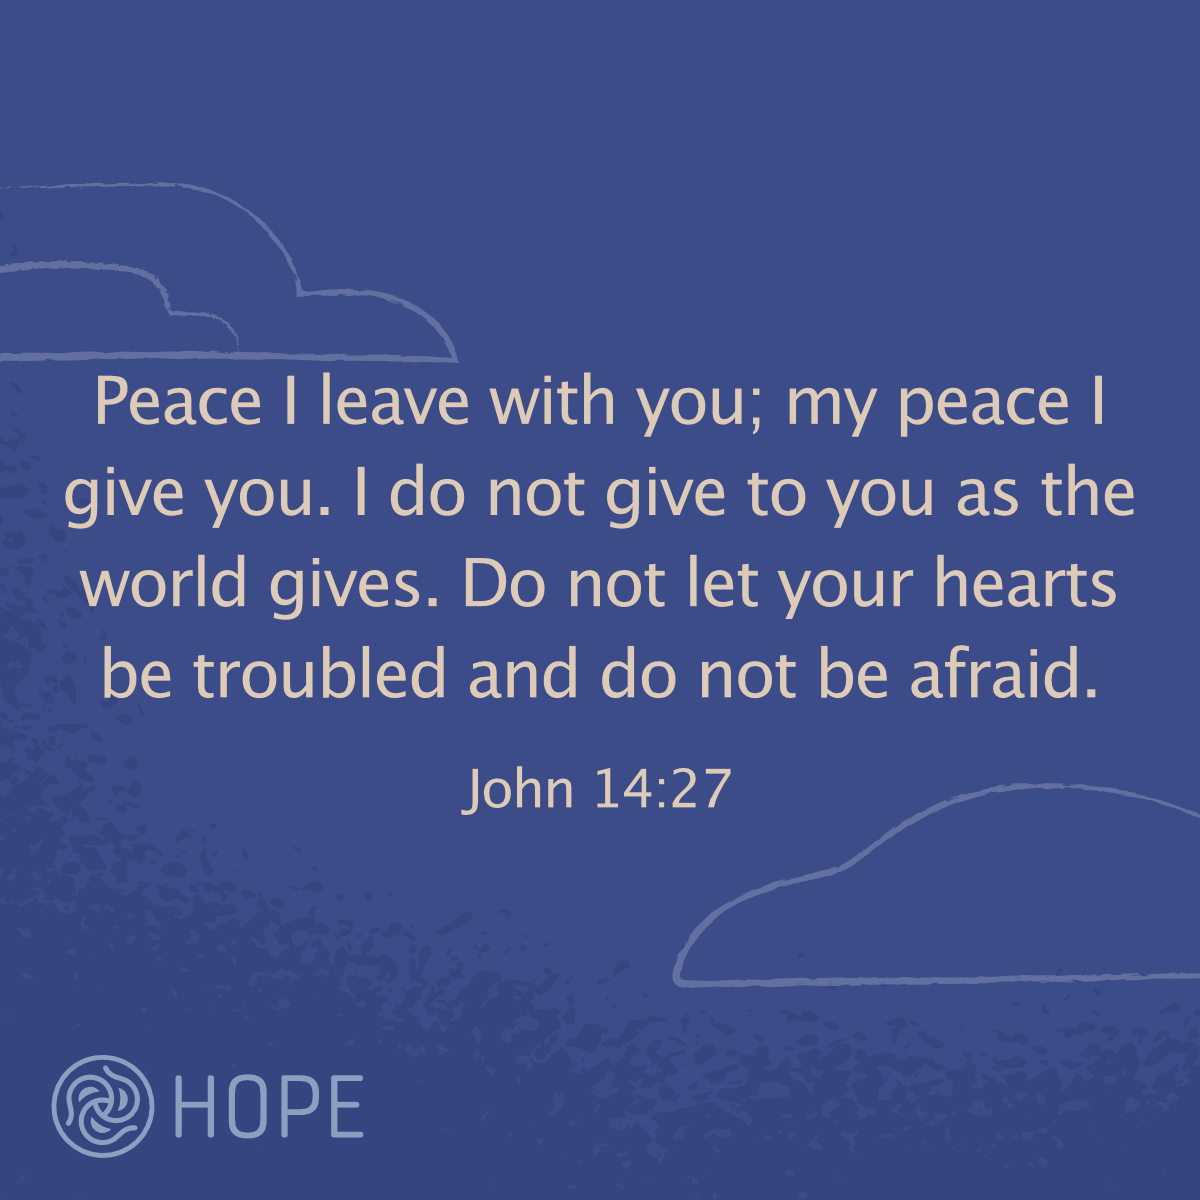 Peace I leave with you; my peace I
give you. I do not give to you as the
world gives. Do not let your hearts
be troubled and do not be afraid.
John 14:27
HOPE